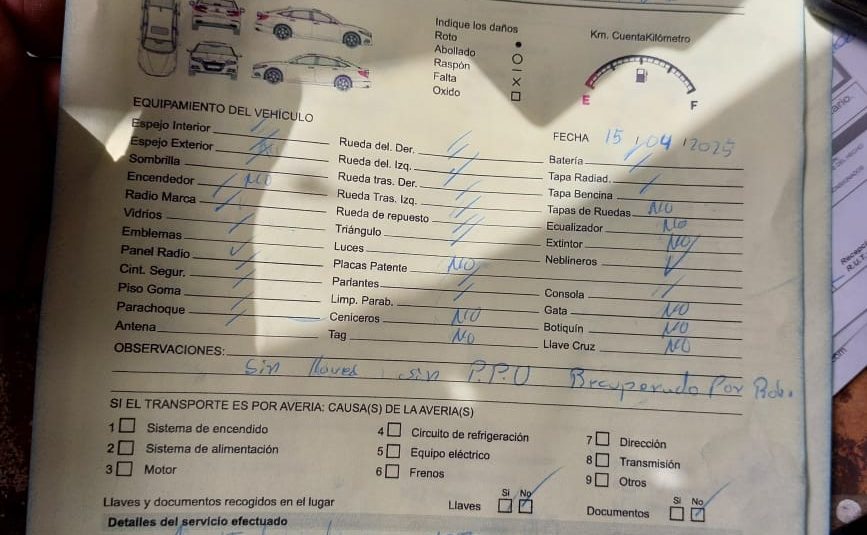 Indique los daños
Roto ●
Abollado ○
Raspón
Falta ×
Oxido □
Km. CuentaKilómetro
E F
EQUIPAMIENTO DEL VEHÍCULO
FECHA 15 / 04 / 2025
Espejo Interior
Espejo Exterior
Sombrilla
Encendedor NO
Radio Marca
Vidrios
Emblemas
Panel Radio
Cint. Segur.
Piso Goma
Parachoque
Antena
Rueda del. Der.
Rueda del. Izq.
Rueda tras. Der.
Rueda Tras. Izq.
Rueda de repuesto
Triángulo
Luces
Placas Patente NO
Parlantes
Limp. Parab.
Ceniceros NO
Tag NO
Batería
Tapa Radiad.
Tapa Bencina
Tapas de Ruedas NO
Ecualizador NO
Extintor NO
Neblineros
Consola
Gata NO
Botiquín NO
Llave Cruz NO
OBSERVACIONES:
Sin llaves sin P.P.U Recuperado Por Robo.
SI EL TRANSPORTE ES POR AVERIA: CAUSA(S) DE LA AVERIA(S)
1 Sistema de encendido
2 Sistema de alimentación
3 Motor
4 Circuito de refrigeración
5 Equipo eléctrico
6 Frenos
7 Dirección
8 Transmisión
9 Otros
Llaves y documentos recogidos en el lugar Llaves Si No Documentos Si No
Detalles del servicio efectuado
R.U.T.